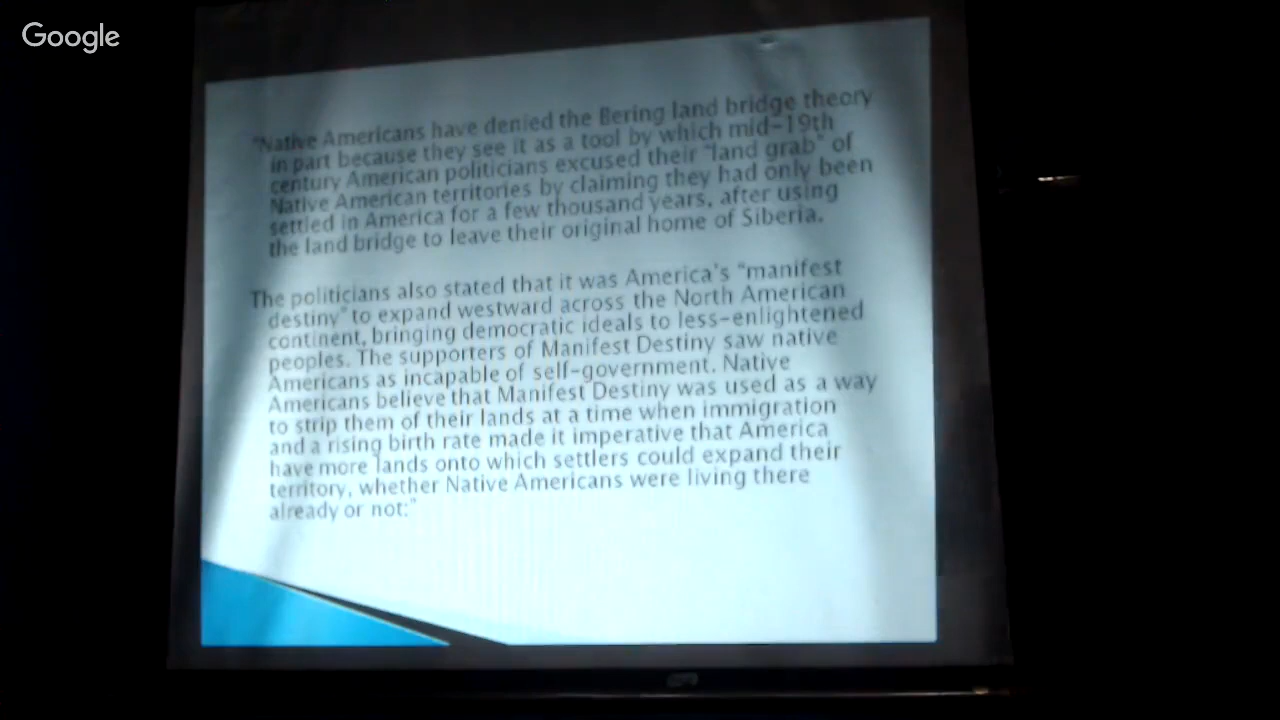 Google
"Native Americans have denied the Bering land bridge theory
in part because they see it as a tool by which mid-19th
century American politicians excused their "land grab" of
Native American territories by claiming they had only been
settled in America for a few thousand years, after using
the land bridge to leave their original home of Siberia.
The politicians also stated that it was America's "manifest
destiny" to expand westward across the North American
continent, bringing democratic ideals to less-enlightened
peoples. The supporters of Manifest Destiny saw native
Americans as incapable of self-government. Native
Americans believe that Manifest Destiny was used as a way
to strip them of their lands at a time when immigration
and a rising birth rate made it imperative that America
have more lands onto which settlers could expand their
territory, whether Native Americans were living there
already or not:"